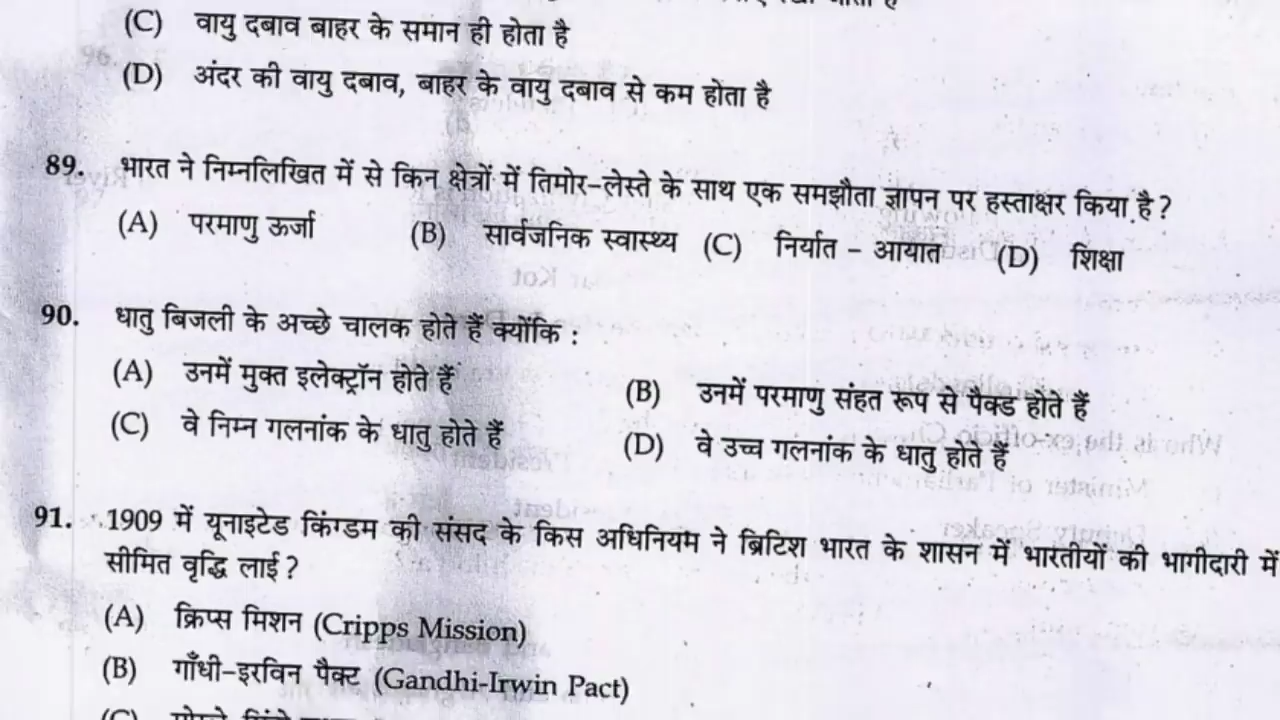 (C) वायु दबाव बाहर के समान ही होता है
(D) अंदर की वायु दबाव, बाहर के वायु दबाव से कम होता है
89. भारत ने निम्नलिखित में से किन क्षेत्रों में तिमोर-लेस्ते के साथ एक समझौता ज्ञापन पर हस्ताक्षर किया है ?
(A) परमाणु ऊर्जा (B) सार्वजनिक स्वास्थ्य (C) निर्यात - आयात (D) शिक्षा
90. धातु बिजली के अच्छे चालक होते हैं क्योंकि :
(A) उनमें मुक्त इलेक्ट्रॉन होते हैं (B) उनमें परमाणु संहत रूप से पैक्ड होते हैं
(C) वे निम्न गलनांक के धातु होते हैं (D) वे उच्च गलनांक के धातु होते हैं
91. 1909 में यूनाइटेड किंग्डम की संसद के किस अधिनियम ने ब्रिटिश भारत के शासन में भारतीयों की भागीदारी में
सीमित वृद्धि लाई ?
(A) क्रिप्स मिशन (Cripps Mission)
(B) गाँधी-इरविन पैक्ट (Gandhi-Irwin Pact)